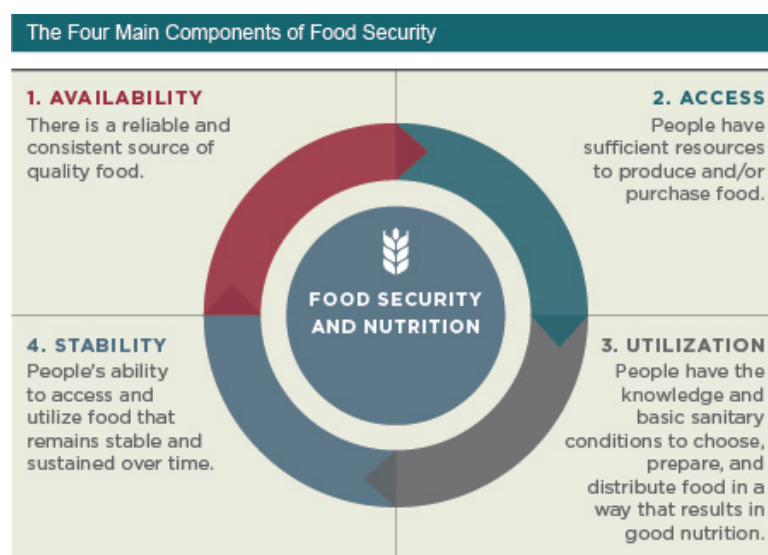 The Four Main Components of Food Security
1. AVAILABILITY
There is a reliable and
consistent source of
quality food.
2. ACCESS
People have
sufficient resources
to produce and/or
purchase food.
FOOD SECURITY
AND NUTRITION
3. UTILIZATION
People have the
knowledge and
basic sanitary
conditions to choose,
prepare, and
distribute food in a
way that results in
good nutrition.
4. STABILITY
People’s ability
to access and
utilize food that
remains stable and
sustained over time.